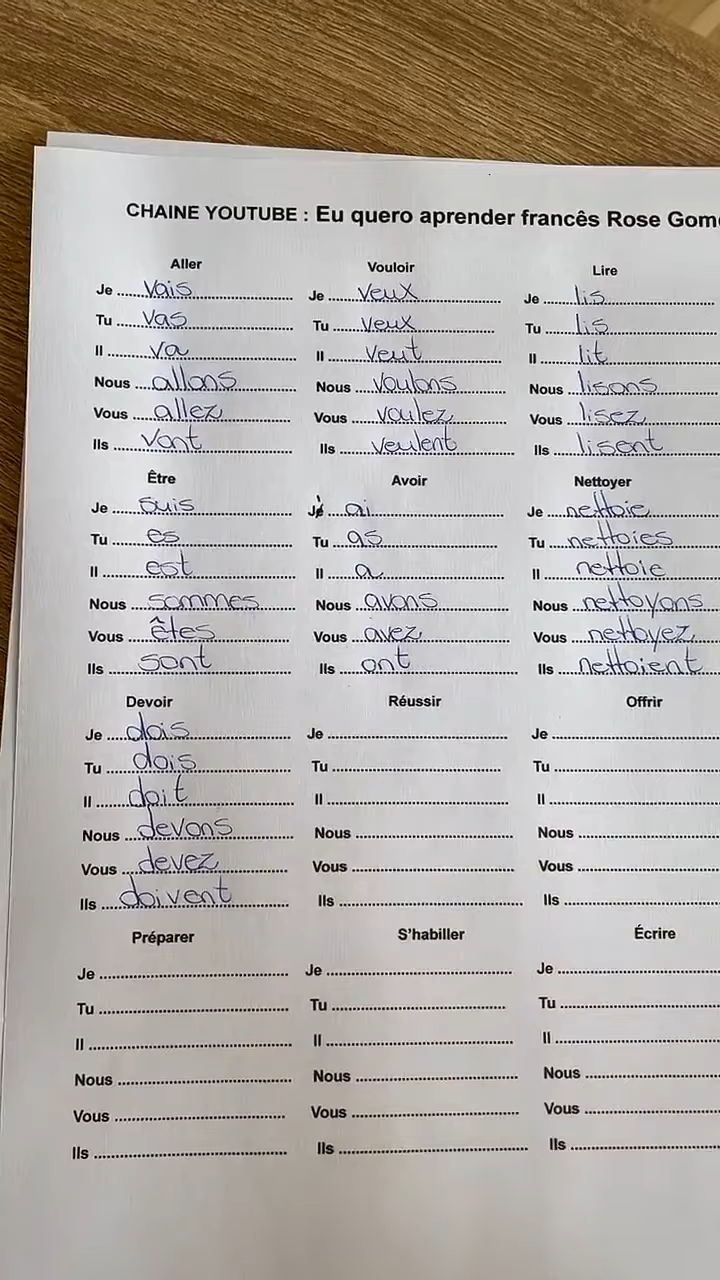 CHAINE YOUTUBE : Eu quero aprender francês Rose
Aller Vouloir Lire
Je vais Je veux Je lis
Tu vas Tu veux Tu lis
Il va Il veut Il lit
Nous allons Nous voulons Nous lisons
Vous allez Vous voulez Vous lisez
Ils vont Ils veulent Ils lisent
Être Avoir Nettoyer
Je suis J' ai Je nettoie
Tu es Tu as Tu nettoies
Il est Il a Il nettoie
Nous sommes Nous avons Nous nettoyons
Vous êtes Vous avez Vous nettoyez
Ils sont Ils ont Ils nettoient
Devoir Réussir Offrir
Je dois Je Je
Tu dois Tu Tu
Il doit Il Il
Nous devons Nous Nous
Vous devez Vous Vous
Ils doivent Ils Ils
Préparer S'habiller Écrire
Je Je Je
Tu Tu Tu
Il Il Il
Nous Nous Nous
Vous Vous Vous
Ils Ils Ils